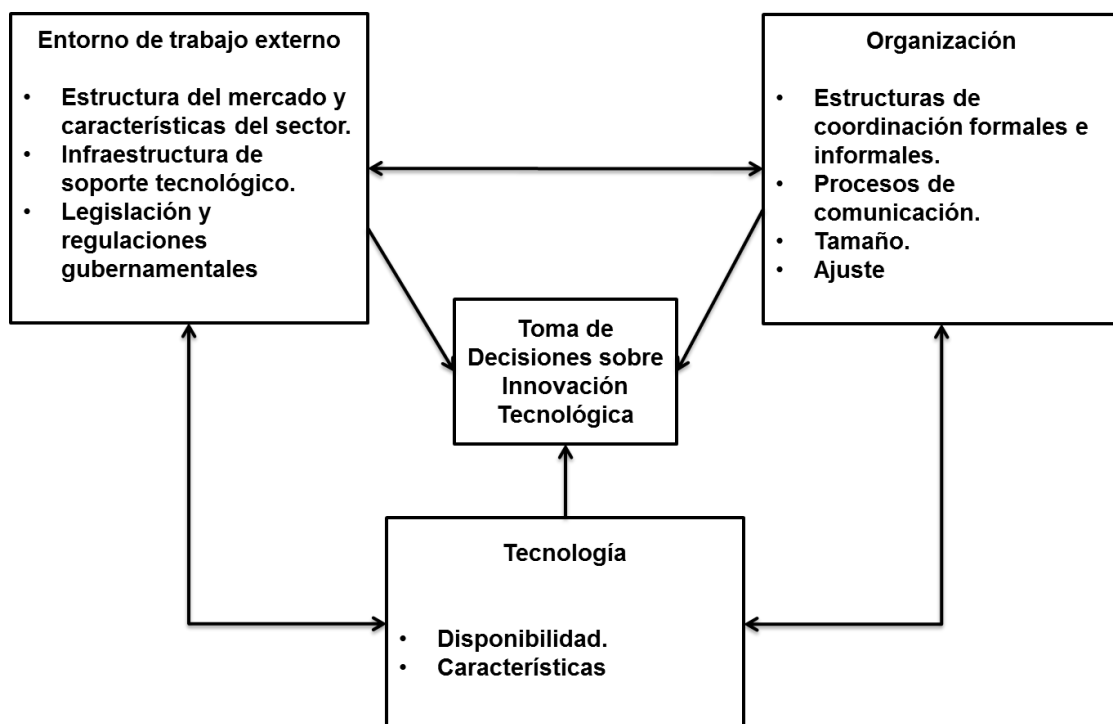 Entorno de trabajo externo
• Estructura del mercado y
características del sector.
• Infraestructura de
soporte tecnológico.
• Legislación y
regulaciones
gubernamentales
Organización
• Estructuras de
coordinación formales e
informales.
• Procesos de
comunicación.
• Tamaño.
• Ajuste
Toma de
Decisiones sobre
Innovación
Tecnológica
Tecnología
• Disponibilidad.
• Características